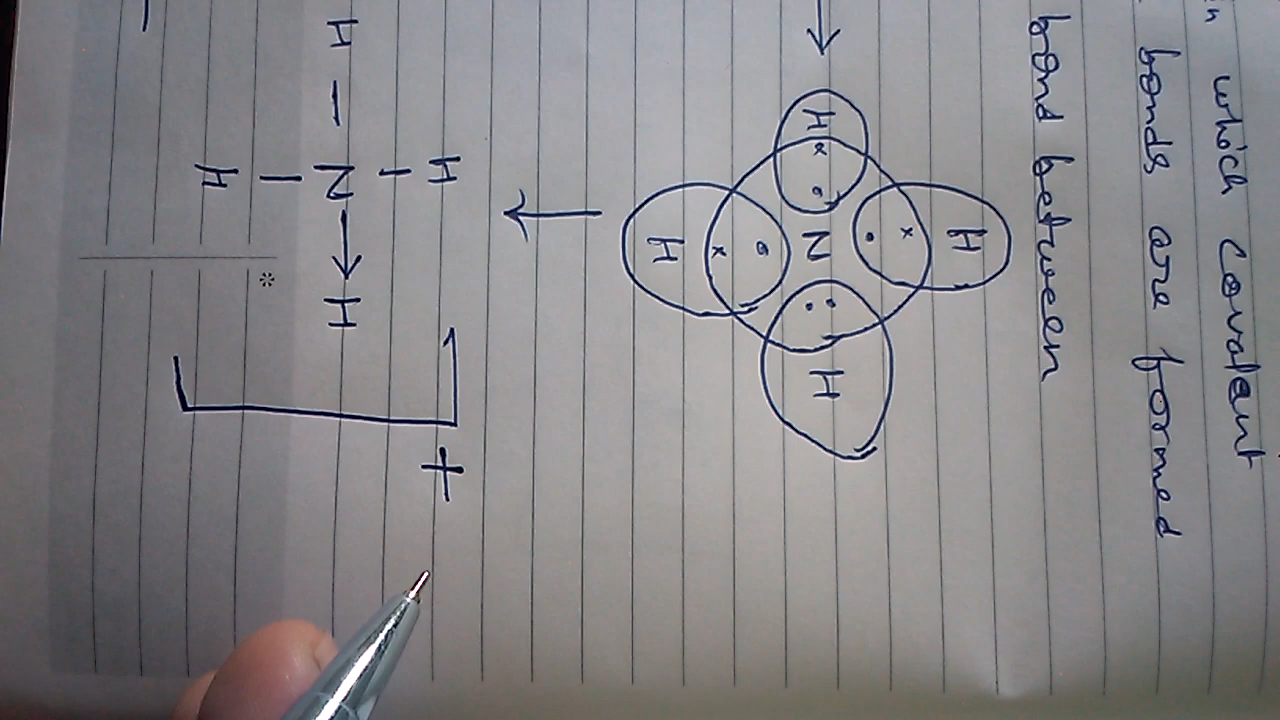 which covalent
bonds are formed
bond between
H
H N H
H
+
H
H - N → H
H